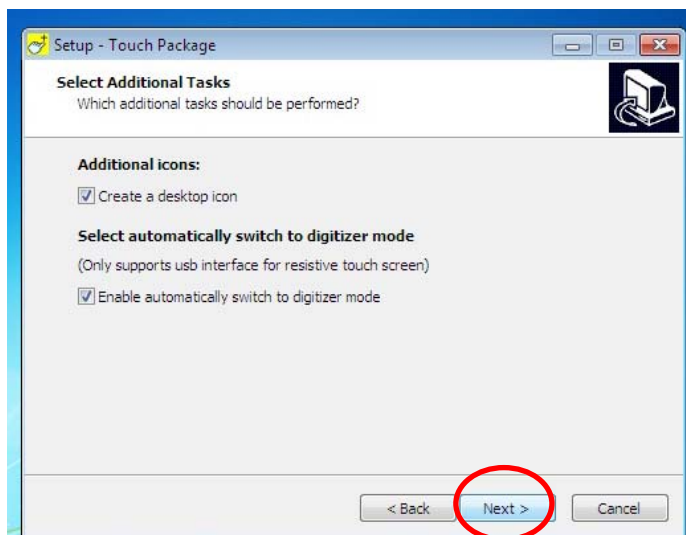 Setup - Touch Package
Select Additional Tasks
Which additional tasks should be performed?
Additional icons:
Create a desktop icon
Select automatically switch to digitizer mode
(Only supports usb interface for resistive touch screen)
Enable automatically switch to digitizer mode
< Back Next > Cancel